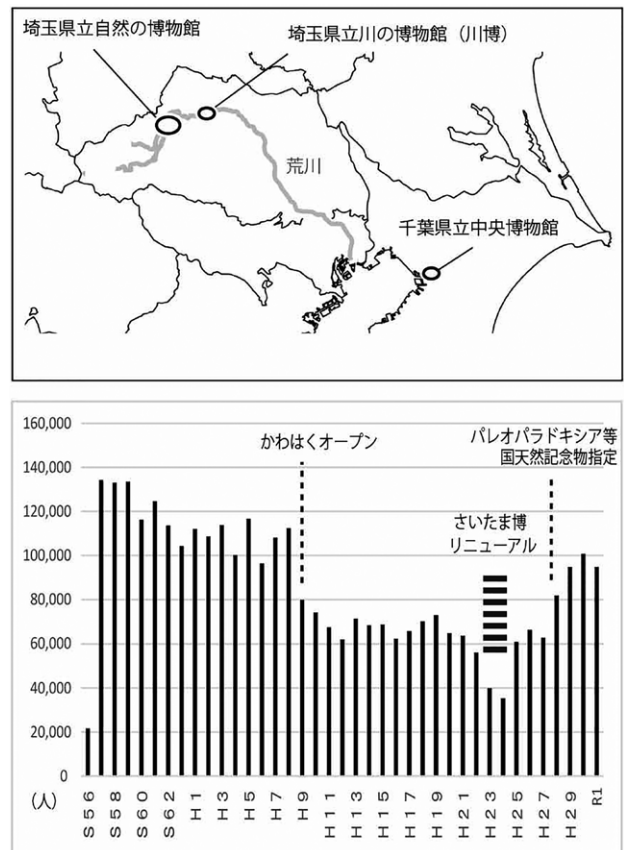 埼玉県立自然の博物館
埼玉県立川の博物館（川博）
荒川
千葉県立中央博物館
160,000
140,000
120,000
100,000
80,000
60,000
40,000
20,000
0
(人)
かわはくオープン
パレオパラドキシア等
国天然記念物指定
さいたま博
リニューアル
S56
S58
S60
S62
H1
H3
H5
H7
H9
H11
H13
H15
H17
H19
H21
H23
H25
H27
H29
R1